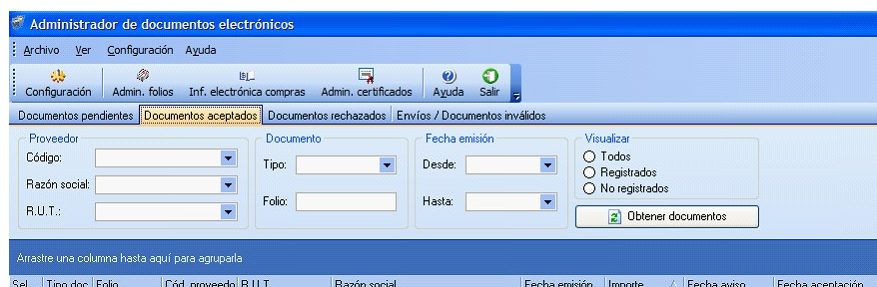 Administrador de documentos electrónicos
Archivo Ver Configuración Ayuda
Configuración Admin. folios Inf. electrónica compras Admin. certificados Ayuda Salir
Documentos pendientes Documentos aceptados Documentos rechazados Envíos / Documentos inválidos
Proveedor Documento Fecha emisión Visualizar
Código: Tipo: Desde: Todos
Registrados
Razón social: No registrados
R.U.T.: Folio: Hasta: Obtener documentos
Arrastre una columna hasta aquí para agruparla
Sel. Tipo doc Folio Cód. proveedo R.U.T. Razón social Fecha emisión Importe Fecha aviso Fecha aceptación